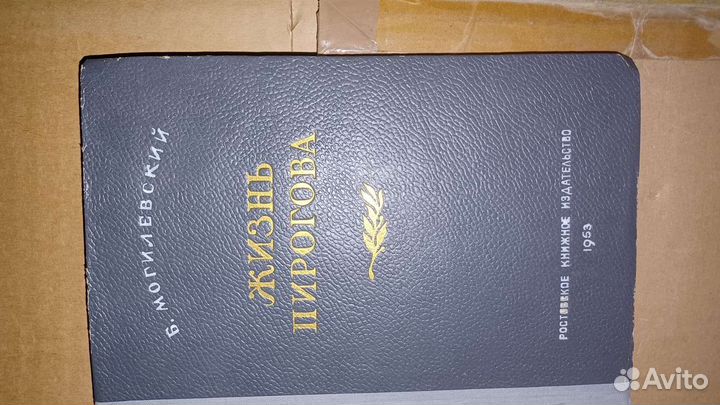 Б. МОГИЛЕВСКИЙ
ЖИЗНЬ
ПИРОГОВА
РОСТОВСКОЕ КНИЖНОЕ ИЗДАТЕЛЬСТВО
1953
Avito